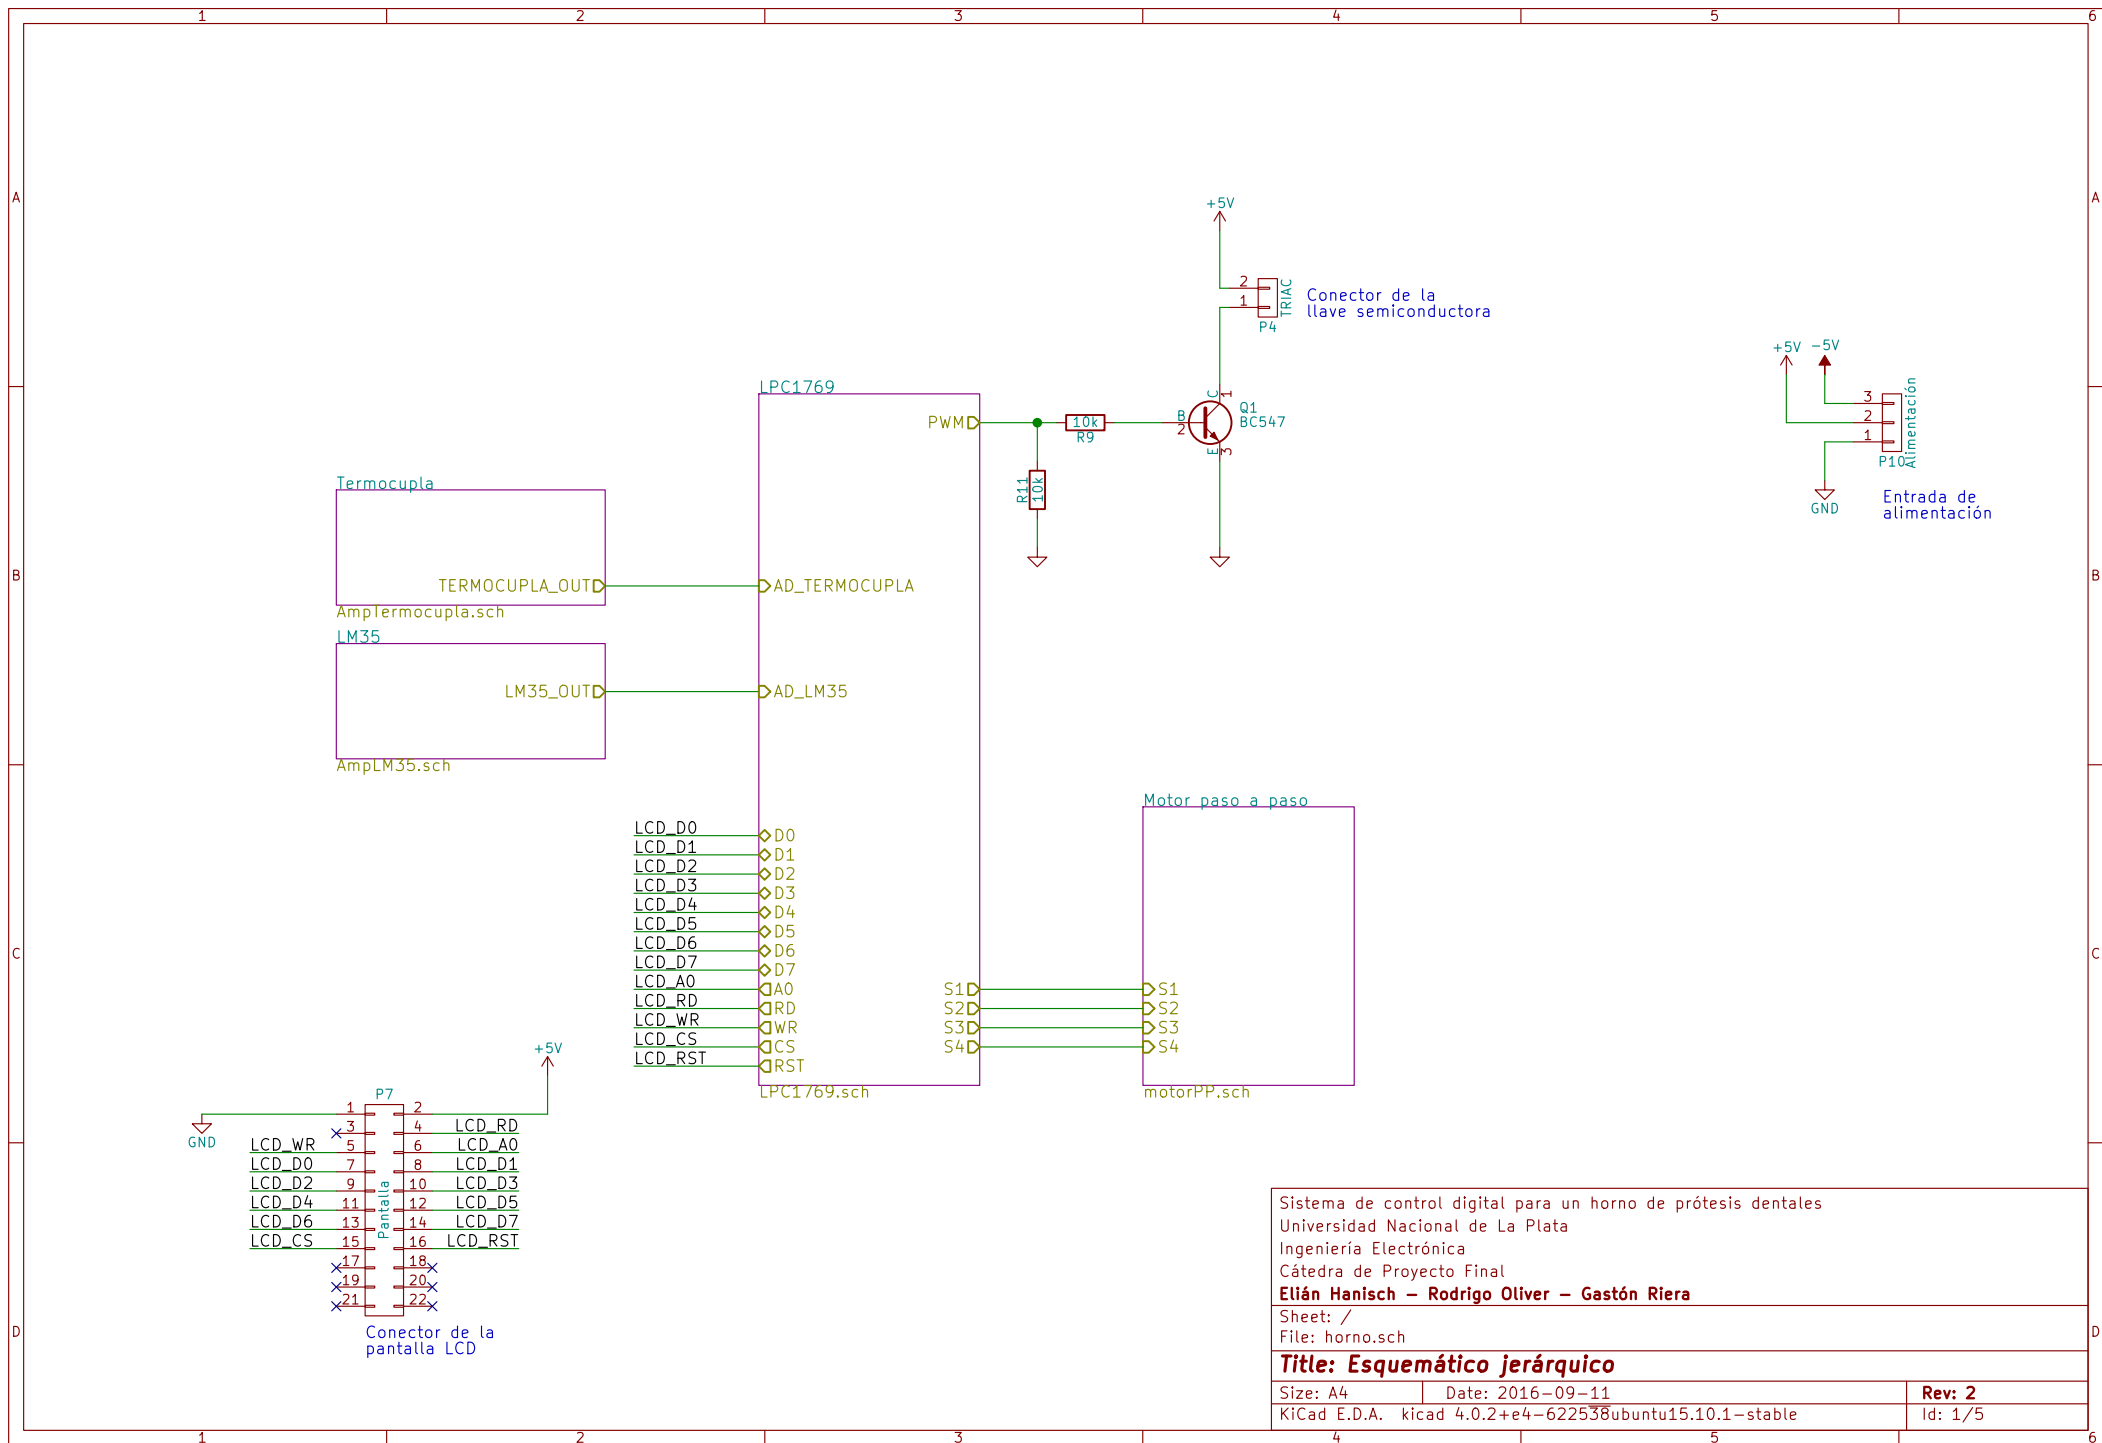 1 2 3 4 5 6
A A
B B
C C
D D
+5V
2
1
TRIAC
P4
Conector de la
llave semiconductora
+5V -5V
3
2
1
Alimentación
P10
GND
Entrada de
alimentación
LPC1769
PWM
10k
R9
R11
10k
B
2
C
1
E
3
Q1
BC547
Termocupla
TERMOCUPLA_OUT
AmpTermocupla.sch
AD_TERMOCUPLA
LM35
LM35_OUT
AmpLM35.sch
AD_LM35
LCD_D0 D0
LCD_D1 D1
LCD_D2 D2
LCD_D3 D3
LCD_D4 D4
LCD_D5 D5
LCD_D6 D6
LCD_D7 D7
LCD_A0 A0
LCD_RD RD
LCD_WR WR
LCD_CS CS
LCD_RST RST
LPC1769.sch
Motor paso a paso
S1 S1
S2 S2
S3 S3
S4 S4
motorPP.sch
+5V
P7
GND
1 2
3 4 LCD_RD
LCD_WR 5 6 LCD_A0
LCD_D0 7 8 LCD_D1
LCD_D2 9 10 LCD_D3
LCD_D4 11 12 LCD_D5
LCD_D6 13 14 LCD_D7
LCD_CS 15 16 LCD_RST
17 18
19 20
21 22
Pantalla
Conector de la
pantalla LCD
Sistema de control digital para un horno de prótesis dentales
Universidad Nacional de La Plata
Ingeniería Electrónica
Cátedra de Proyecto Final
Elián Hanisch – Rodrigo Oliver – Gastón Riera
Sheet: /
File: horno.sch
Title: Esquemático jerárquico
Size: A4 Date: 2016-09-11 Rev: 2
KiCad E.D.A. kicad 4.0.2+e4-622538ubuntu15.10.1-stable Id: 1/5
1 2 3 4 5 6